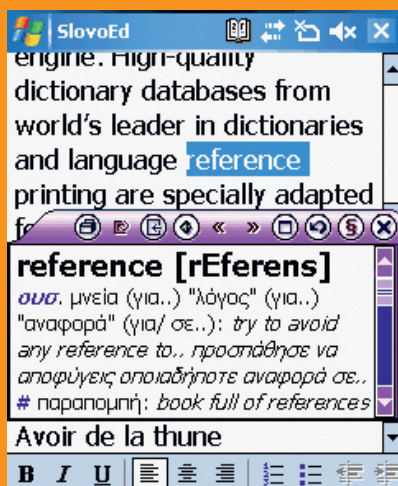 SlovoEd
engine. High-quality
dictionary databases from
world's leader in dictionaries
and language reference
printing are specially adapted
reference [rEferens]
ουσ. μνεία (για..) "λόγος" (για..)
"αναφορά" (για/ σε..): try to avoid
any reference to.. προσπάθησε να
αποφύγεις οποιαδήποτε αναφορά σε..
# παραπομπή: book full of references
Avoir de la thune
B I U